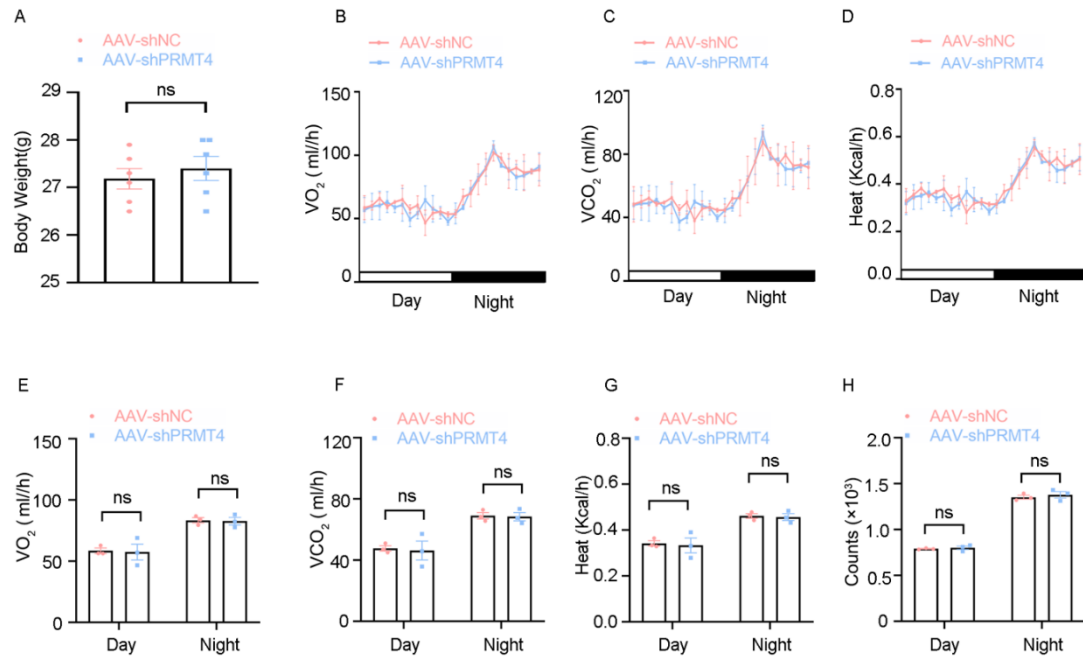 A
AAV-shNC
AAV-shPRMT4
Body Weight(g)
29
28
27
26
25
ns
B
AAV-shNC
AAV-shPRMT4
VO2 (ml/h)
150
100
50
0
Day
Night
C
AAV-shNC
AAV-shPRMT4
VCO2 (ml/h)
120
80
40
0
Day
Night
D
AAV-shNC
AAV-shPRMT4
Heat (Kcal/h)
0.8
0.6
0.4
0.2
0.0
Day
Night
E
AAV-shNC
AAV-shPRMT4
VO2 (ml//h)
150
100
50
0
ns
ns
Day
Night
F
AAV-shNC
AAV-shPRMT4
VCO2 (ml/h)
120
80
40
0
ns
ns
Day
Night
G
AAV-shNC
AAV-shPRMT4
Heat (Kcal/h)
0.8
0.6
0.4
0.2
0
ns
ns
Day
Night
H
AAV-shNC
AAV-shPRMT4
Counts (×10³)
2.0
1.5
1.0
0.5
0
ns
ns
Day
Night